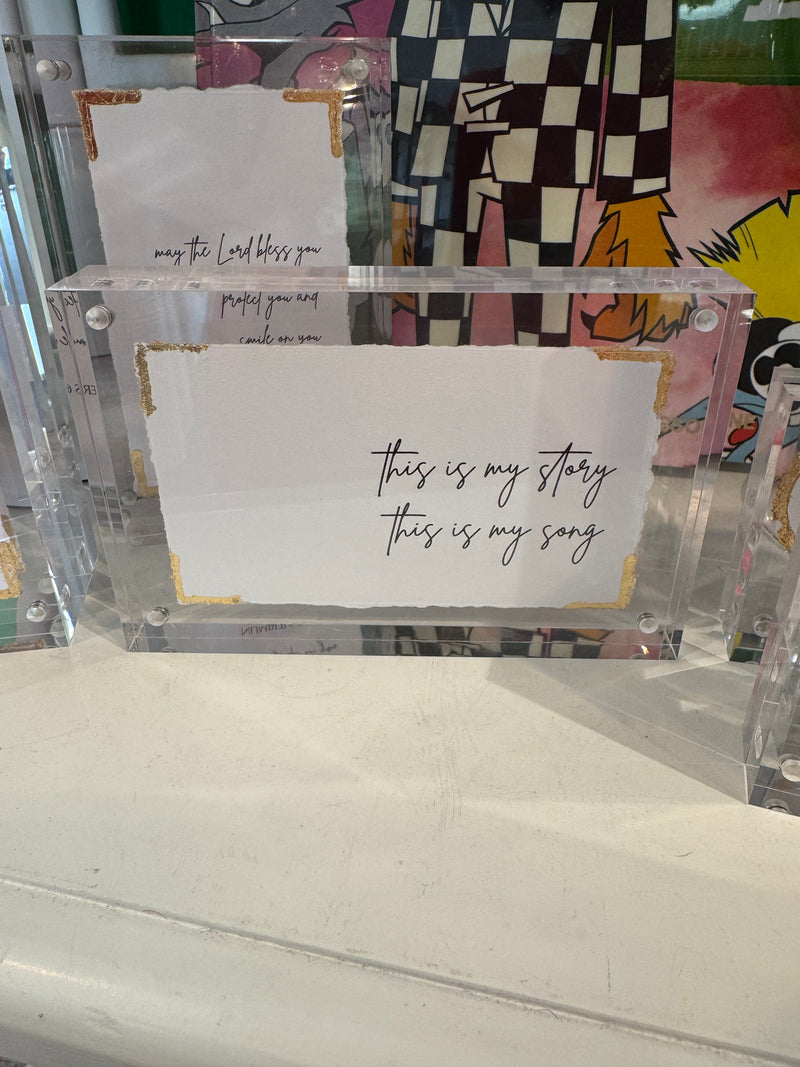 may the Lord bless you
protect you and
smile on you
this is my story
this is my song